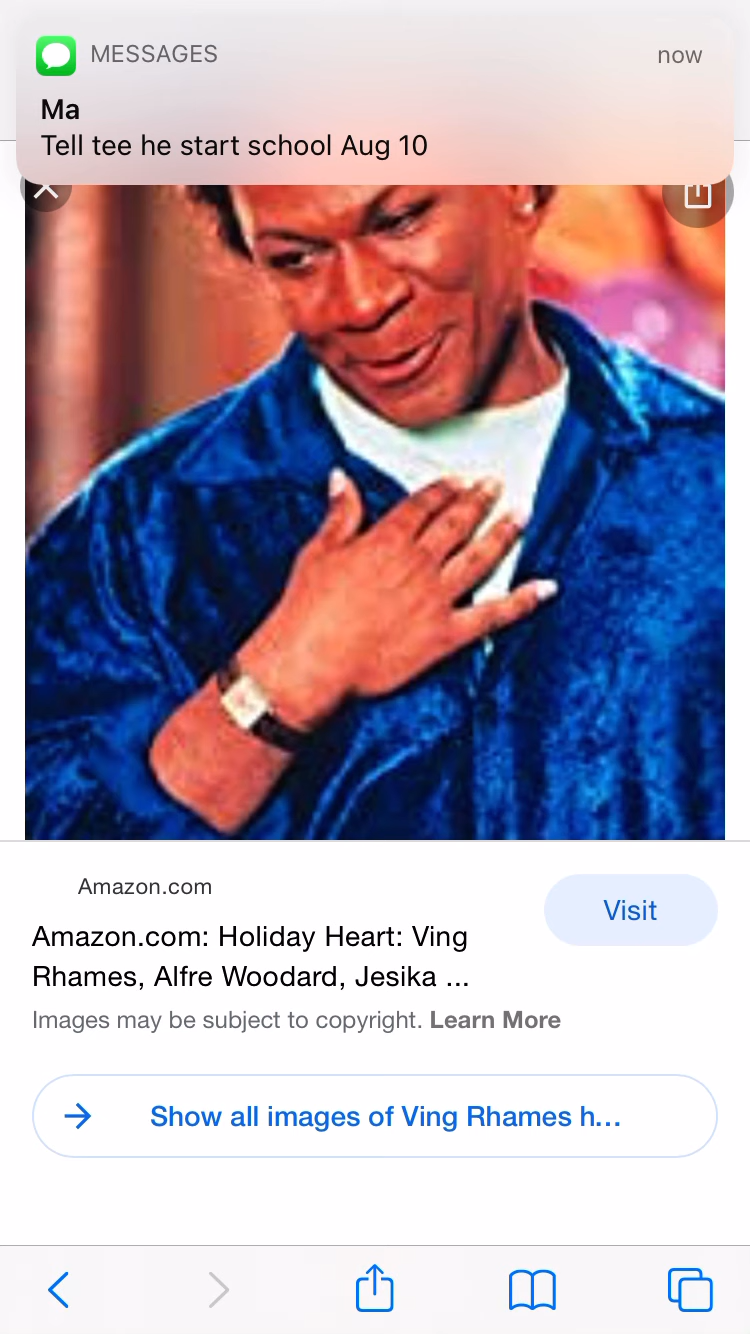 MESSAGES now
Ma
Tell tee he start school Aug 10
Amazon.com
Visit
Amazon.com: Holiday Heart: Ving
Rhames, Alfre Woodard, Jesika ...
Images may be subject to copyright. Learn More
Show all images of Ving Rhames h...